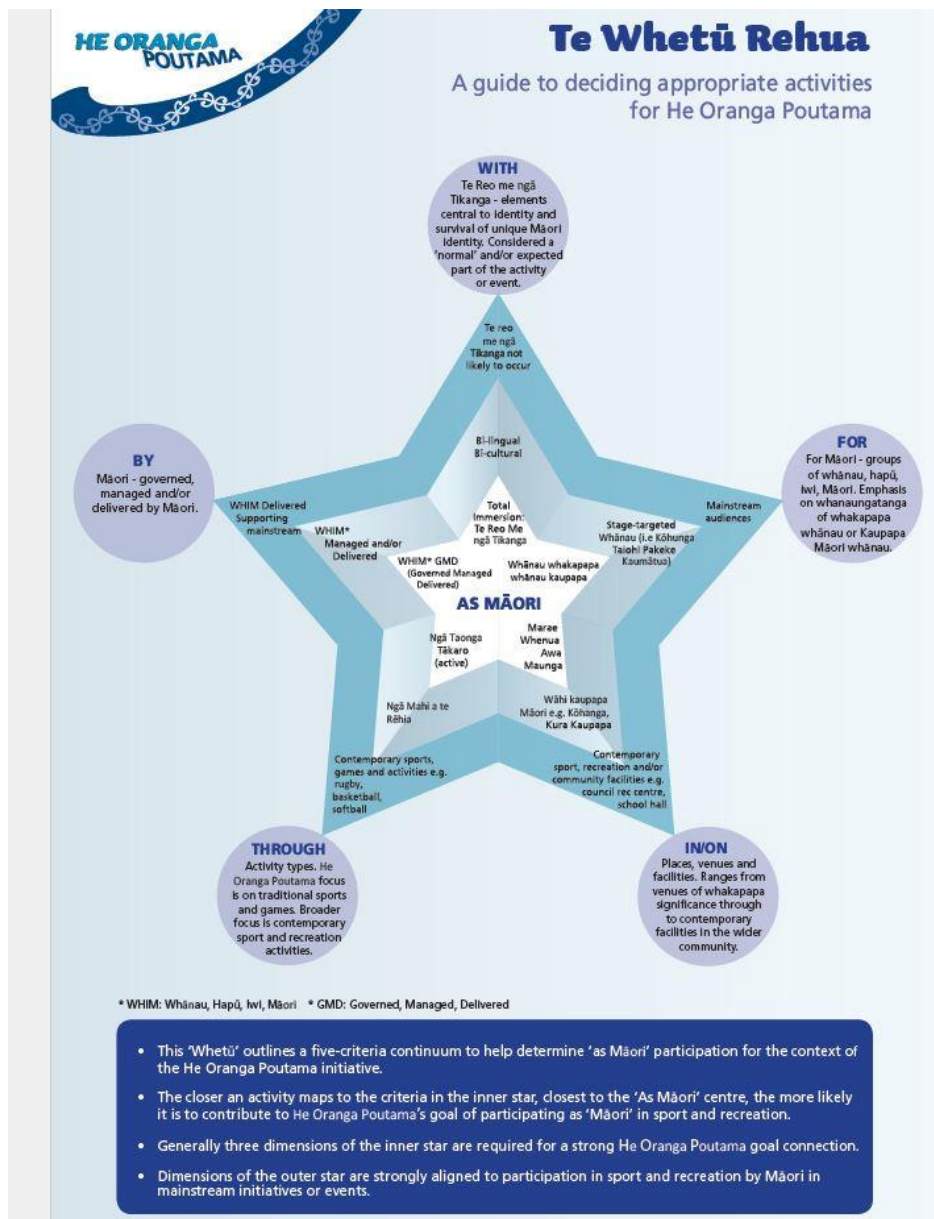 HE ORANGA
POUTAMA
Te Whetū Rehua
A guide to deciding appropriate activities
for He Oranga Poutama
WITH
Te Reo me ngā
Tikanga - elements
central to identity and
survival of unique Māori
identity. Considered a
'normal' and/or expected
part of the activity
or event.
Te reo
me ngā
Tikanga not
likely to occur
Bi-lingual
Bi-cultural
Total
Immersion:
Te Reo Me
ngā Tikanga
BY
Māori - governed,
managed and/or
delivered by Māori.
WHIM Delivered
Supporting
mainstream
WHIM*
Managed and/or
Delivered
WHIM* GMD
(Governed Managed
Delivered)
FOR
For Māori - groups
of whānau, hapū,
iwi, Māori. Emphasis
on whanaungatanga
of whakapapa
whānau or Kaupapa
Māori whānau.
Mainstream
audiences
Stage-targeted
Whānau (i.e Kōhunga
Taiohi Pakeke
Kaumātua)
Whānau whakapapa
whānau kaupapa
AS MĀORI
Ngā Taonga
Tākaro
(active)
Marae
Whenua
Awa
Maunga
Ngā Mahi a te
Rēhia
Wāhi kaupapa
Māori e.g. Kōhanga,
Kura Kaupapa
Contemporary sports,
games and activities e.g.
rugby,
basketball,
softball
Contemporary
sport, recreation and/or
community facilities e.g.
council rec centre,
school hall
THROUGH
Activity types. He
Oranga Poutama focus
is on traditional sports
and games. Broader
focus is contemporary
sport and recreation
activities.
IN/ON
Places, venues and
facilities. Ranges from
venues of whakapapa
significance through
to contemporary
facilities in the wider
community.
* WHIM: Whānau, Hapū, Iwi, Māori * GMD: Governed, Managed, Delivered
• This 'Whetū' outlines a five-criteria continuum to help determine 'as Māori' participation for the context of
the He Oranga Poutama initiative.
• The closer an activity maps to the criteria in the inner star, closest to the 'As Māori' centre, the more likely
it is to contribute to He Oranga Poutama's goal of participating as 'Māori' in sport and recreation.
• Generally three dimensions of the inner star are required for a strong He Oranga Poutama goal connection.
• Dimensions of the outer star are strongly aligned to participation in sport and recreation by Māori in
mainstream initiatives or events.